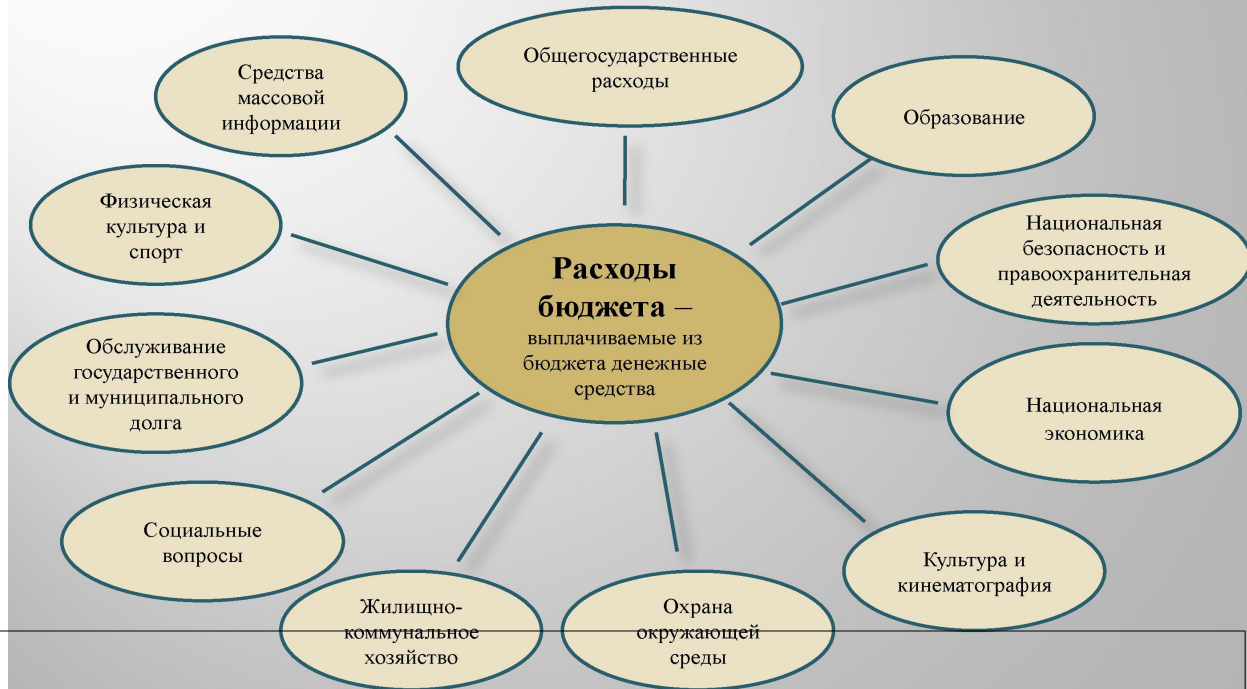 Общегосударственные
расходы
Средства
массовой
информации
Образование
Физическая
культура и
спорт
Национальная
безопасность и
правоохранительная
деятельность
Расходы
бюджета –
выплачиваемые из
бюджета денежные
средства
Обслуживание
государственного
и муниципального
долга
Национальная
экономика
Социальные
вопросы
Культура и
кинематография
Жилищно-
коммунальное
хозяйство
Охрана
окружающей
среды